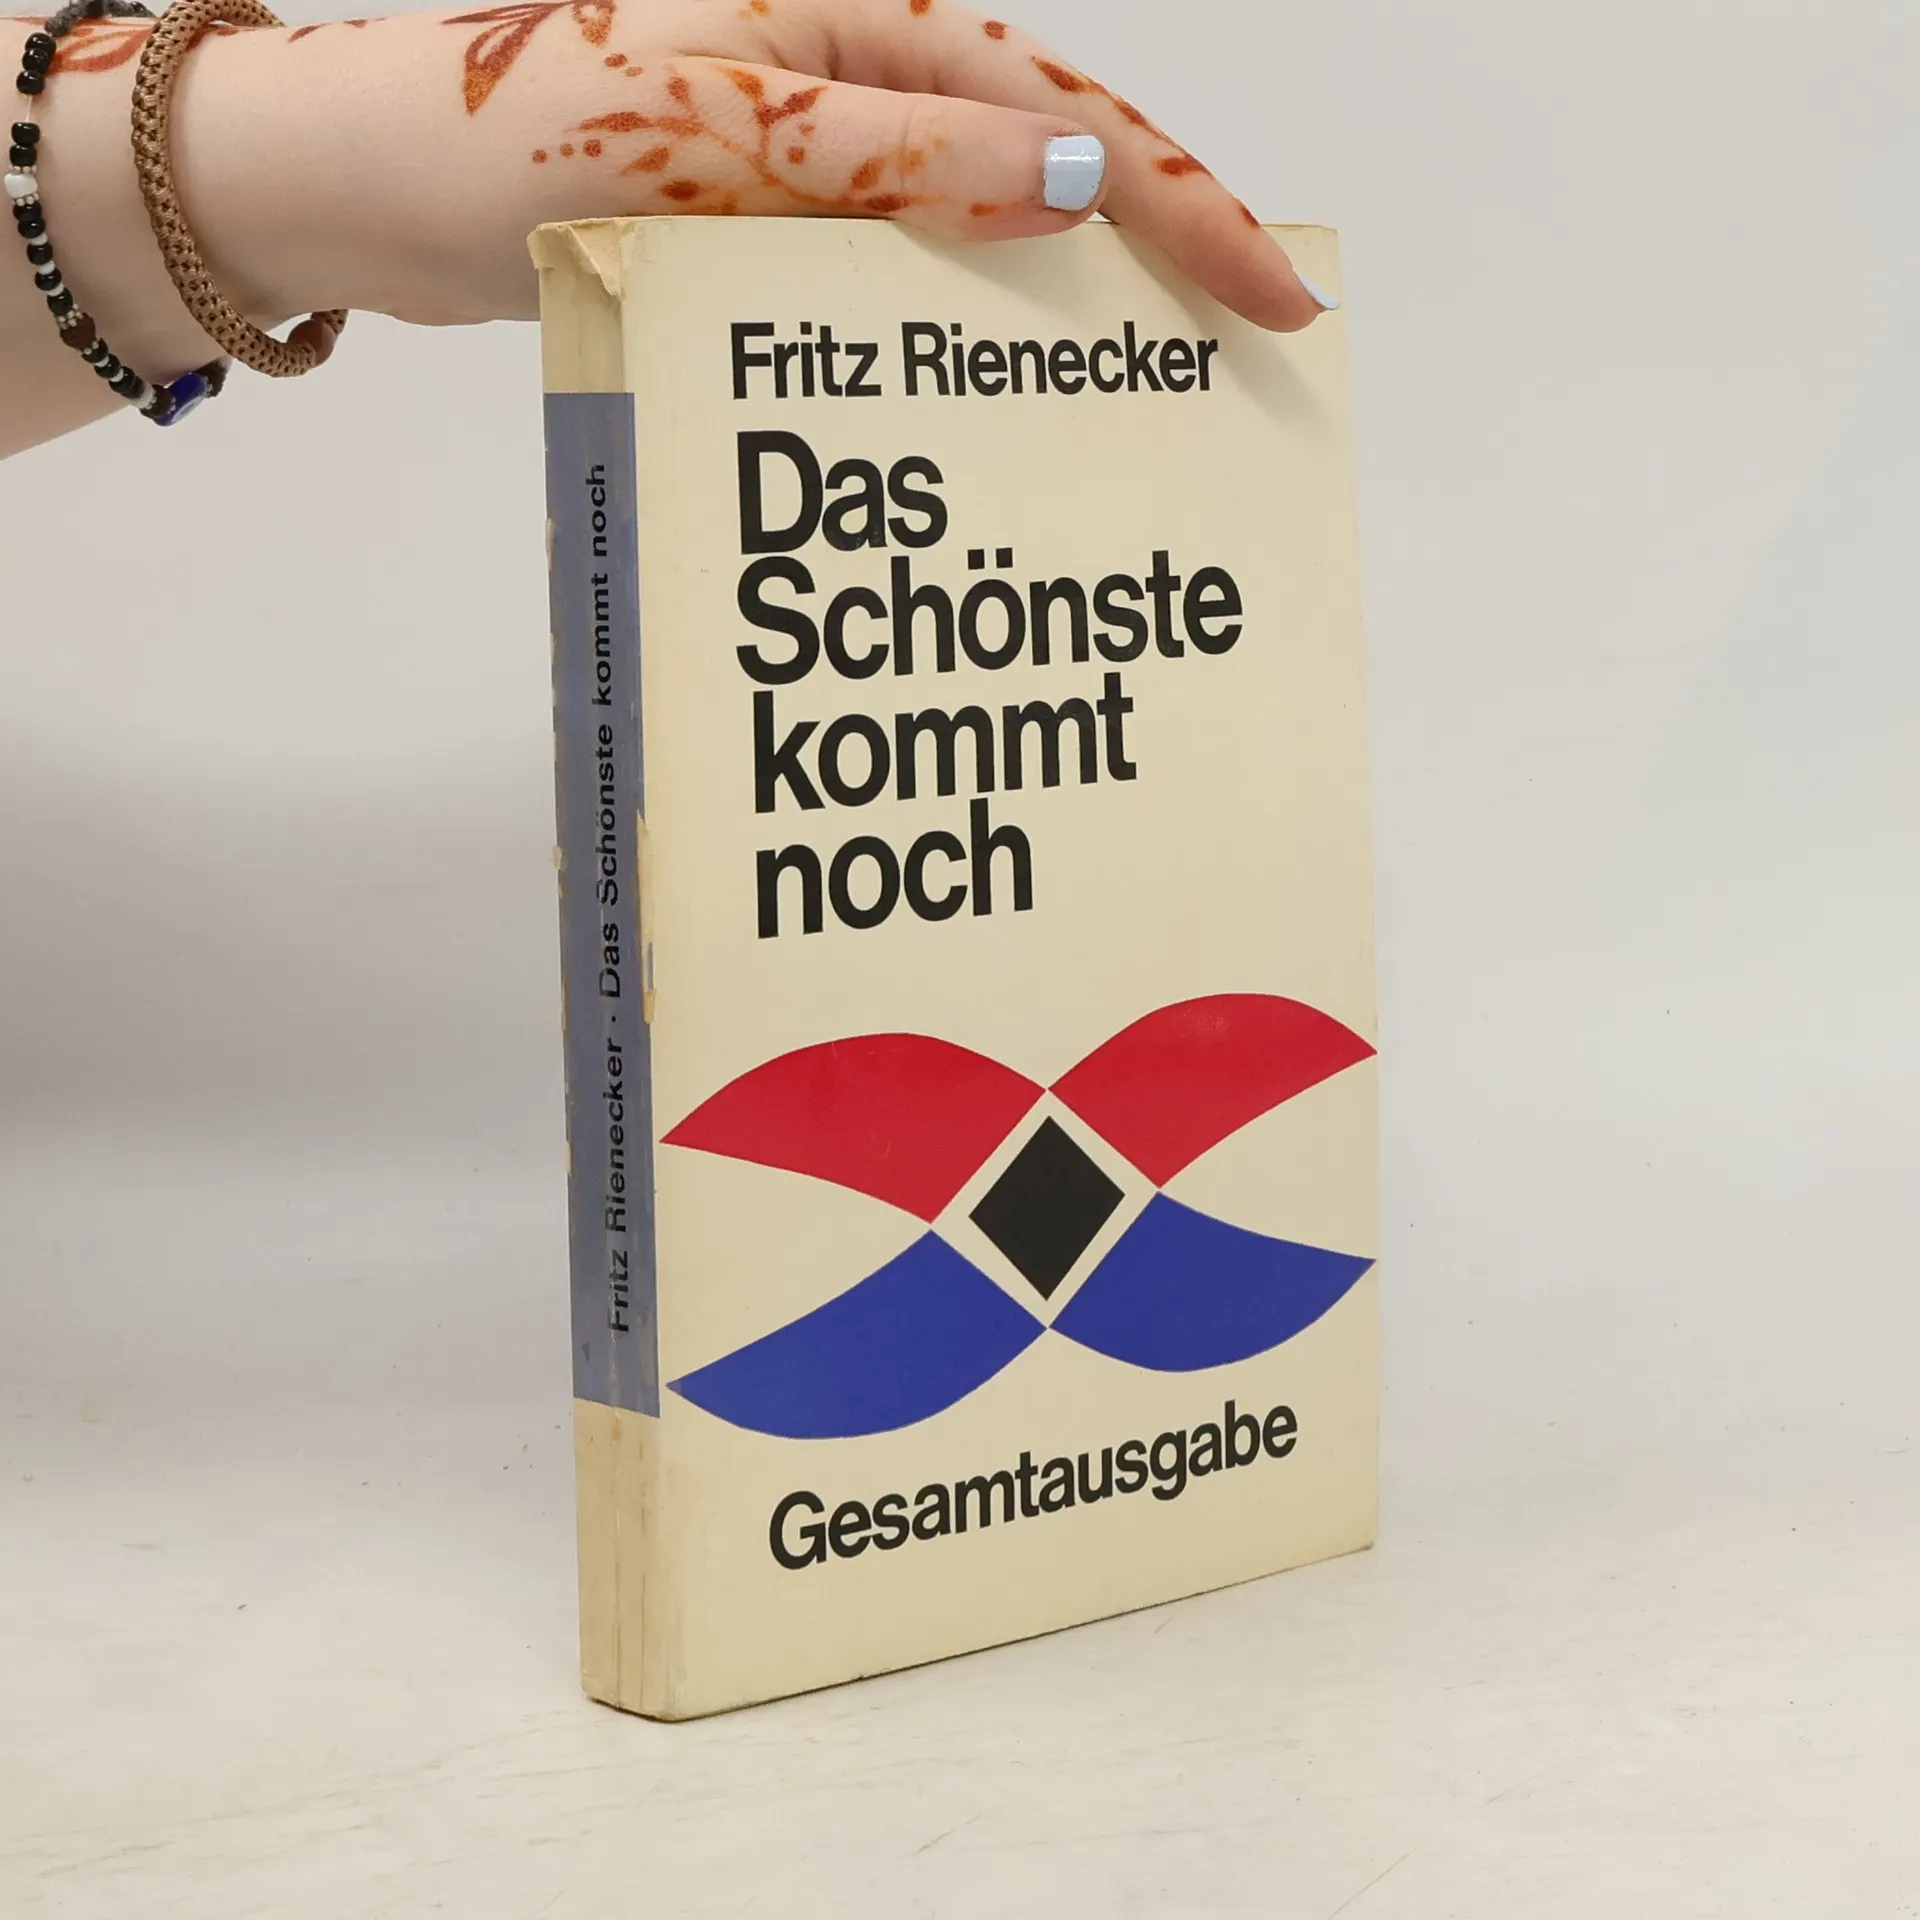 Fritz Rienecker
Das
Schönste
kommt
noch
Gesamtausgabe
Fritz Rienecker · Das Schönste kommt noch